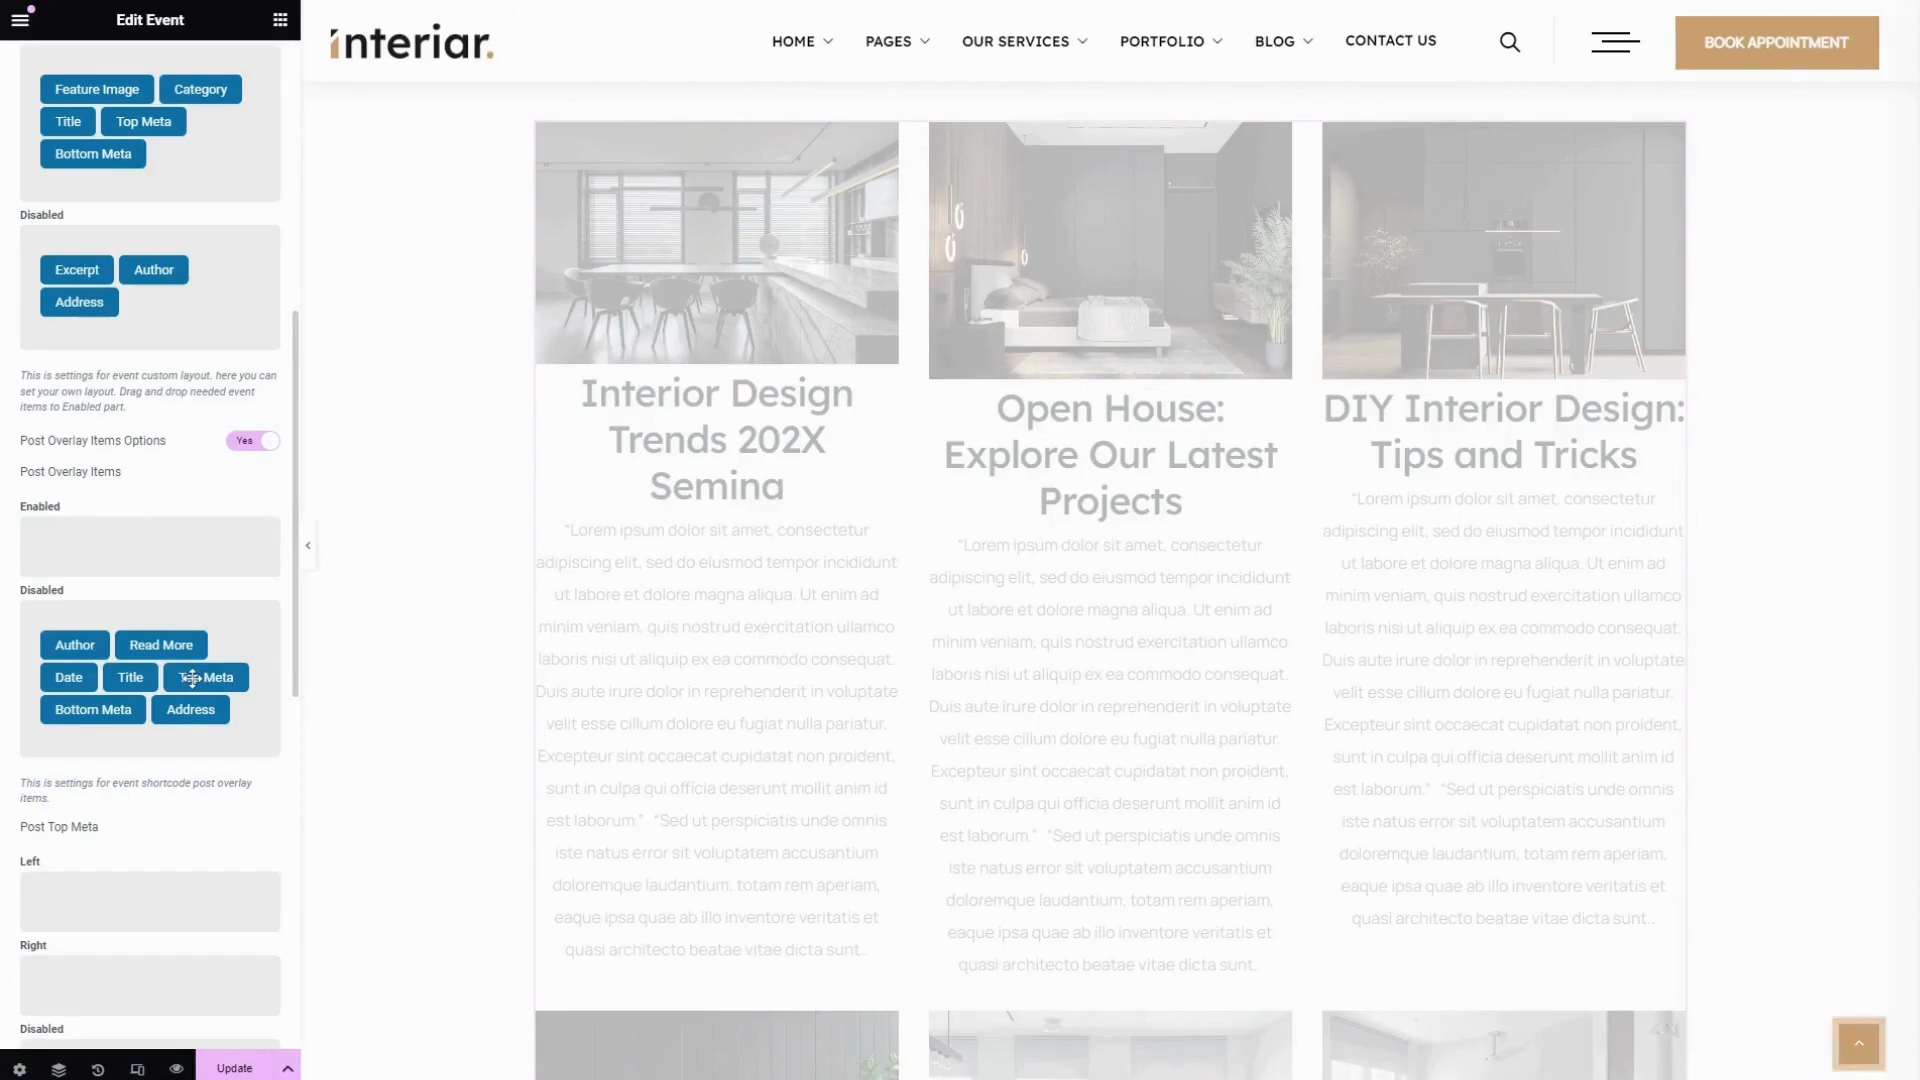 Edit Event
interiar.
HOME
PAGES
OUR SERVICES
PORTFOLIO
BLOG
CONTACT US
BOOK APPOINTMENT
Feature Image
Category
Title
Top Meta
Bottom Meta
Disabled
Excerpt
Author
Address
This is settings for event custom layout. here you can
set your own layout. Drag and drop needed event
items to Enabled part.
Post Overlay Items Options
Yes
Post Overlay Items
Enabled
Disabled
Author
Read More
Date
Title
Meta
Bottom Meta
Address
This is settings for event shortcode post overlay
items.
Post Top Meta
Left
Right
Disabled
Update
Interior Design
Trends 202X
Semina
“Lorem ipsum dolor sit amet, consectetur
adipiscing elit, sed do eiusmod tempor incididunt
ut labore et dolore magna aliqua. Ut enim ad
minim veniam, quis nostrud exercitation ullamco
laboris nisi ut aliquip ex ea commodo consequat.
Duis aute irure dolor in reprehenderit in voluptate
velit esse cillum dolore eu fugiat nulla pariatur.
Excepteur sint occaecat cupidatat non proident,
sunt in culpa qui officia deserunt mollit anim id
est laborum.” “Sed ut perspiciatis unde omnis
iste natus error sit voluptatem accusantium
doloremque laudantium, totam rem aperiam,
eaque ipsa quae ab illo inventore veritatis et
quasi architecto beatae vitae dicta sunt..
Open House:
Explore Our Latest
Projects
“Lorem ipsum dolor sit amet, consectetur
adipiscing elit, sed do eiusmod tempor incididunt
ut labore et dolore magna aliqua. Ut enim ad
minim veniam, quis nostrud exercitation ullamco
laboris nisi ut aliquip ex ea commodo consequat.
Duis aute irure dolor in reprehenderit in voluptate
velit esse cillum dolore eu fugiat nulla pariatur.
Excepteur sint occaecat cupidatat non proident,
sunt in culpa qui officia deserunt mollit anim id
est laborum.” “Sed ut perspiciatis unde omnis
iste natus error sit voluptatem accusantium
doloremque laudantium, totam rem aperiam,
eaque ipsa quae ab illo inventore veritatis et
quasi architecto beatae vitae dicta sunt..
DIY Interior Design:
Tips and Tricks
“Lorem ipsum dolor sit amet, consectetur
adipiscing elit, sed do eiusmod tempor incididunt
ut labore et dolore magna aliqua. Ut enim ad
minim veniam, quis nostrud exercitation ullamco
laboris nisi ut aliquip ex ea commodo consequat.
Duis aute irure dolor in reprehenderit in voluptate
velit esse cillum dolore eu fugiat nulla pariatur.
Excepteur sint occaecat cupidatat non proident,
sunt in culpa qui officia deserunt mollit anim id
est laborum.” “Sed ut perspiciatis unde omnis
iste natus error sit voluptatem accusantium
doloremque laudantium, totam rem aperiam,
eaque ipsa quae ab illo inventore veritatis et
quasi architecto beatae vitae dicta sunt..